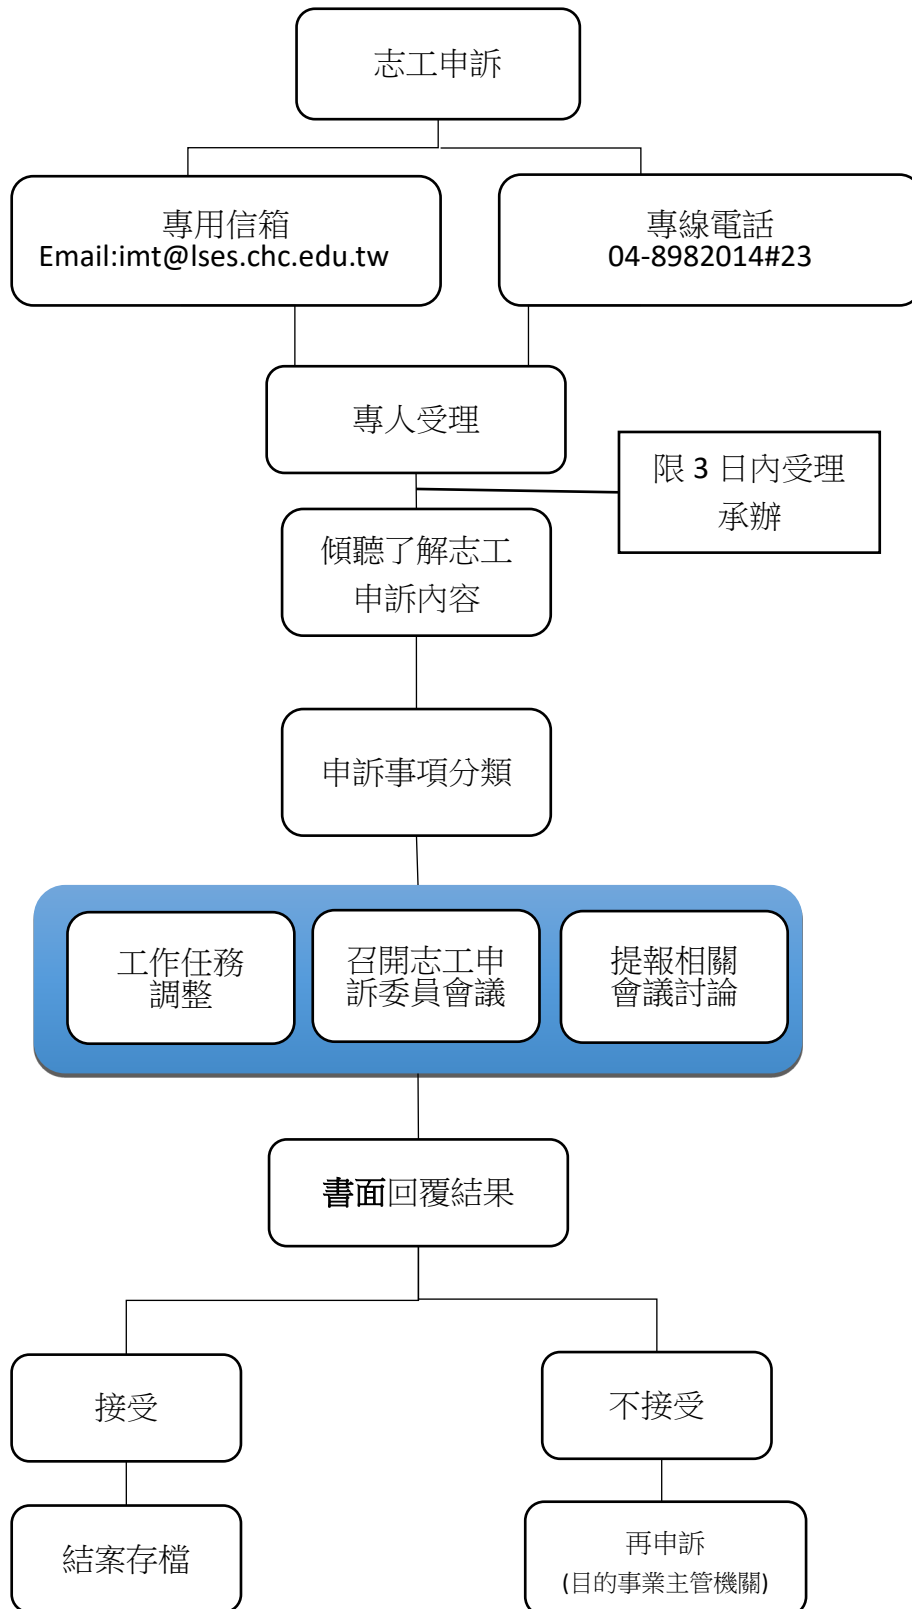 志工申訴
專用信箱
Email:imt@lses.chc.edu.tw
專線電話
04-8982014#23
專人受理
限 3 日內受理
承辦
傾聽了解志工
申訴內容
申訴事項分類
工作任務
調整
召開志工申
訴委員會議
提報相關
會議討論
書面回覆結果
接受
不接受
結案存檔
再申訴
(目的事業主管機關)